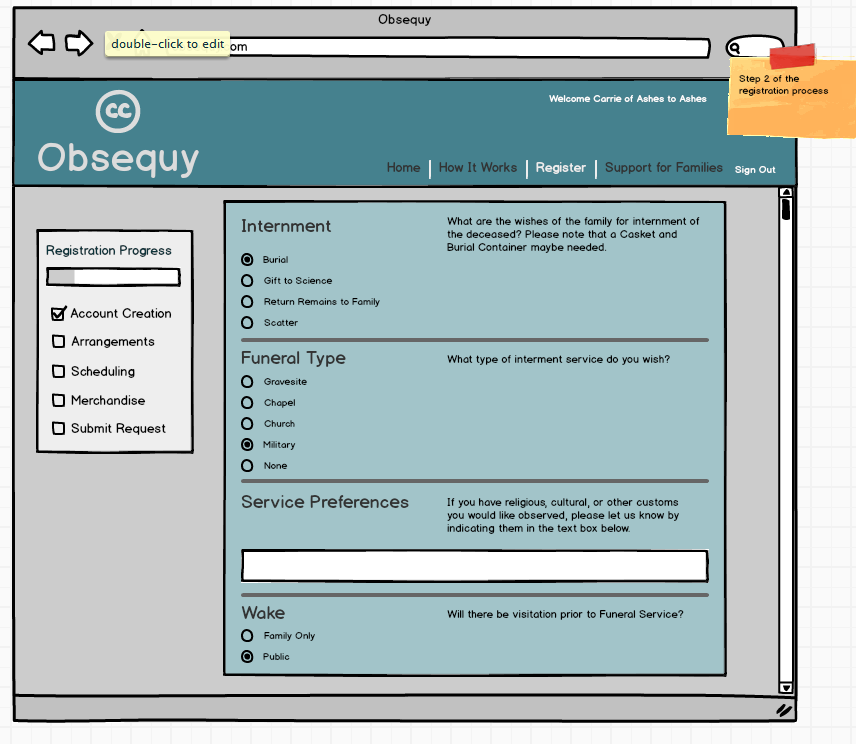 Obsequy
double-click to edit
om
Step 2 of the
registration process
Welcome Carrie of Ashes to Ashes
cc
Obsequy
Home
How It Works
Register
Support for Families
Sign Out
Registration Progress
Account Creation
Arrangements
Scheduling
Merchandise
Submit Request
Internment
What are the wishes of the family for internment of
the deceased? Please note that a Casket and
Burial Container maybe needed.
Burial
Gift to Science
Return Remains to Family
Scatter
Funeral Type
What type of interment service do you wish?
Gravesite
Chapel
Church
Military
None
Service Preferences
If you have religious, cultural, or other customs
you would like observed, please let us know by
indicating them in the text box below.
Wake
Will there be visitation prior to Funeral Service?
Family Only
Public